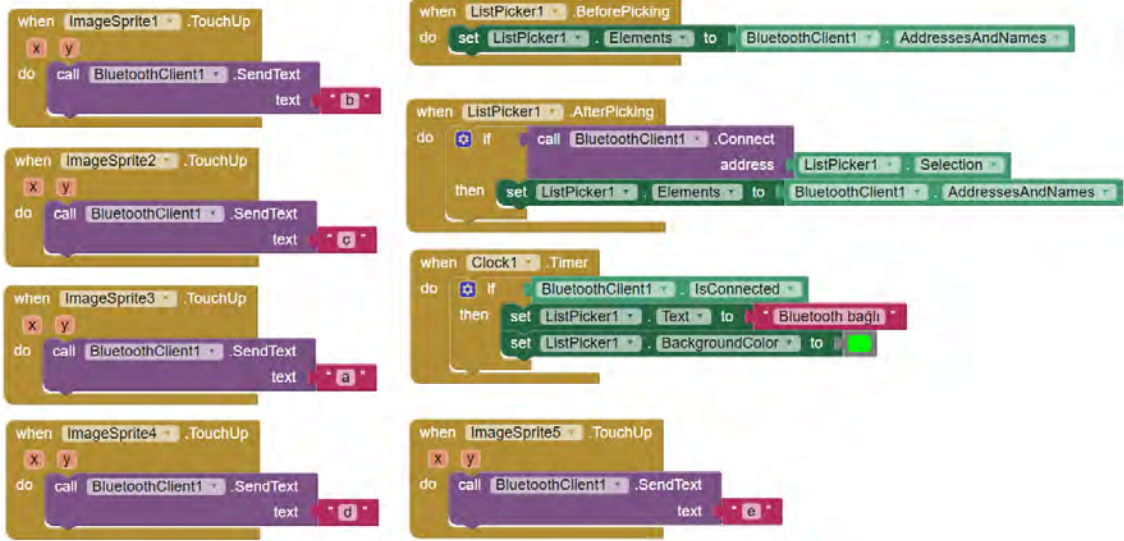 when ImageSprite1 .TouchUp
x y
do call BluetoothClient1 .SendText
text " b "
when ImageSprite2 .TouchUp
x y
do call BluetoothClient1 .SendText
text " c "
when ImageSprite3 .TouchUp
x y
do call BluetoothClient1 .SendText
text " a "
when ImageSprite4 .TouchUp
x y
do call BluetoothClient1 .SendText
text " d "
when ListPicker1 .BeforePicking
do set ListPicker1 . Elements to BluetoothClient1 . AddressesAndNames
when ListPicker1 .AfterPicking
do if call BluetoothClient1 .Connect
address ListPicker1 . Selection
then set ListPicker1 . Elements to BluetoothClient1 . AddressesAndNames
when Clock1 .Timer
do if BluetoothClient1 . IsConnected
then set ListPicker1 . Text to " Bluetooth bağlı "
set ListPicker1 . BackgroundColor to
when ImageSprite5 .TouchUp
x y
do call BluetoothClient1 .SendText
text " e "